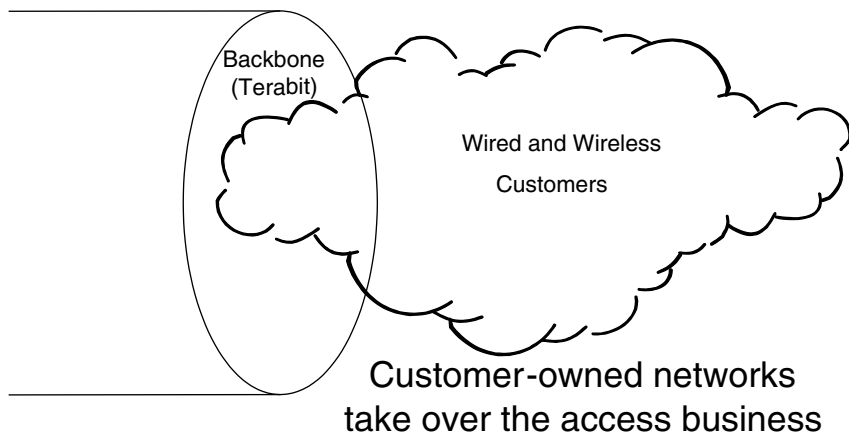 Backbone
(Terabit)
Wired and Wireless
Customers
Customer-owned networks
take over the access business